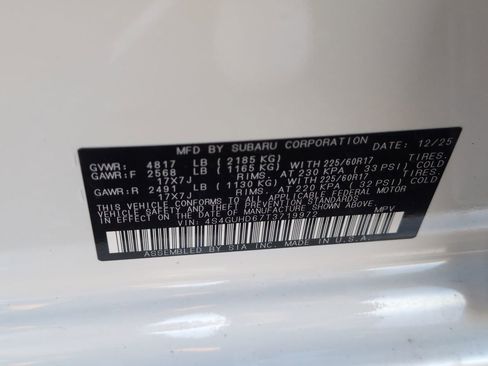 MFD BY SUBARU CORPORATION DATE: 12/25
GVWR: 4817 LB (2185 KG)
GAWR:F 2568 LB (1165 KG) WITH 225/60R17 TIRES,
17X7J RIMS, AT 230 KPA (33 PSI) COLD
GAWR:R 2491 LB (1130 KG) WITH 225/60R17 TIRES,
17X7J RIMS, AT 220 KPA (32 PSI) COLD
THIS VEHICLE CONFORMS TO ALL APPLICABLE FEDERAL MOTOR
VEHICLE SAFETY AND THEFT PREVENTION STANDARDS
IN EFFECT ON THE DATE OF MANUFACTURE SHOWN ABOVE.
VIN: 4S4GUHD62T3719972 MPV
ASSEMBLED BY SIA INC. MADE IN U.S.A.